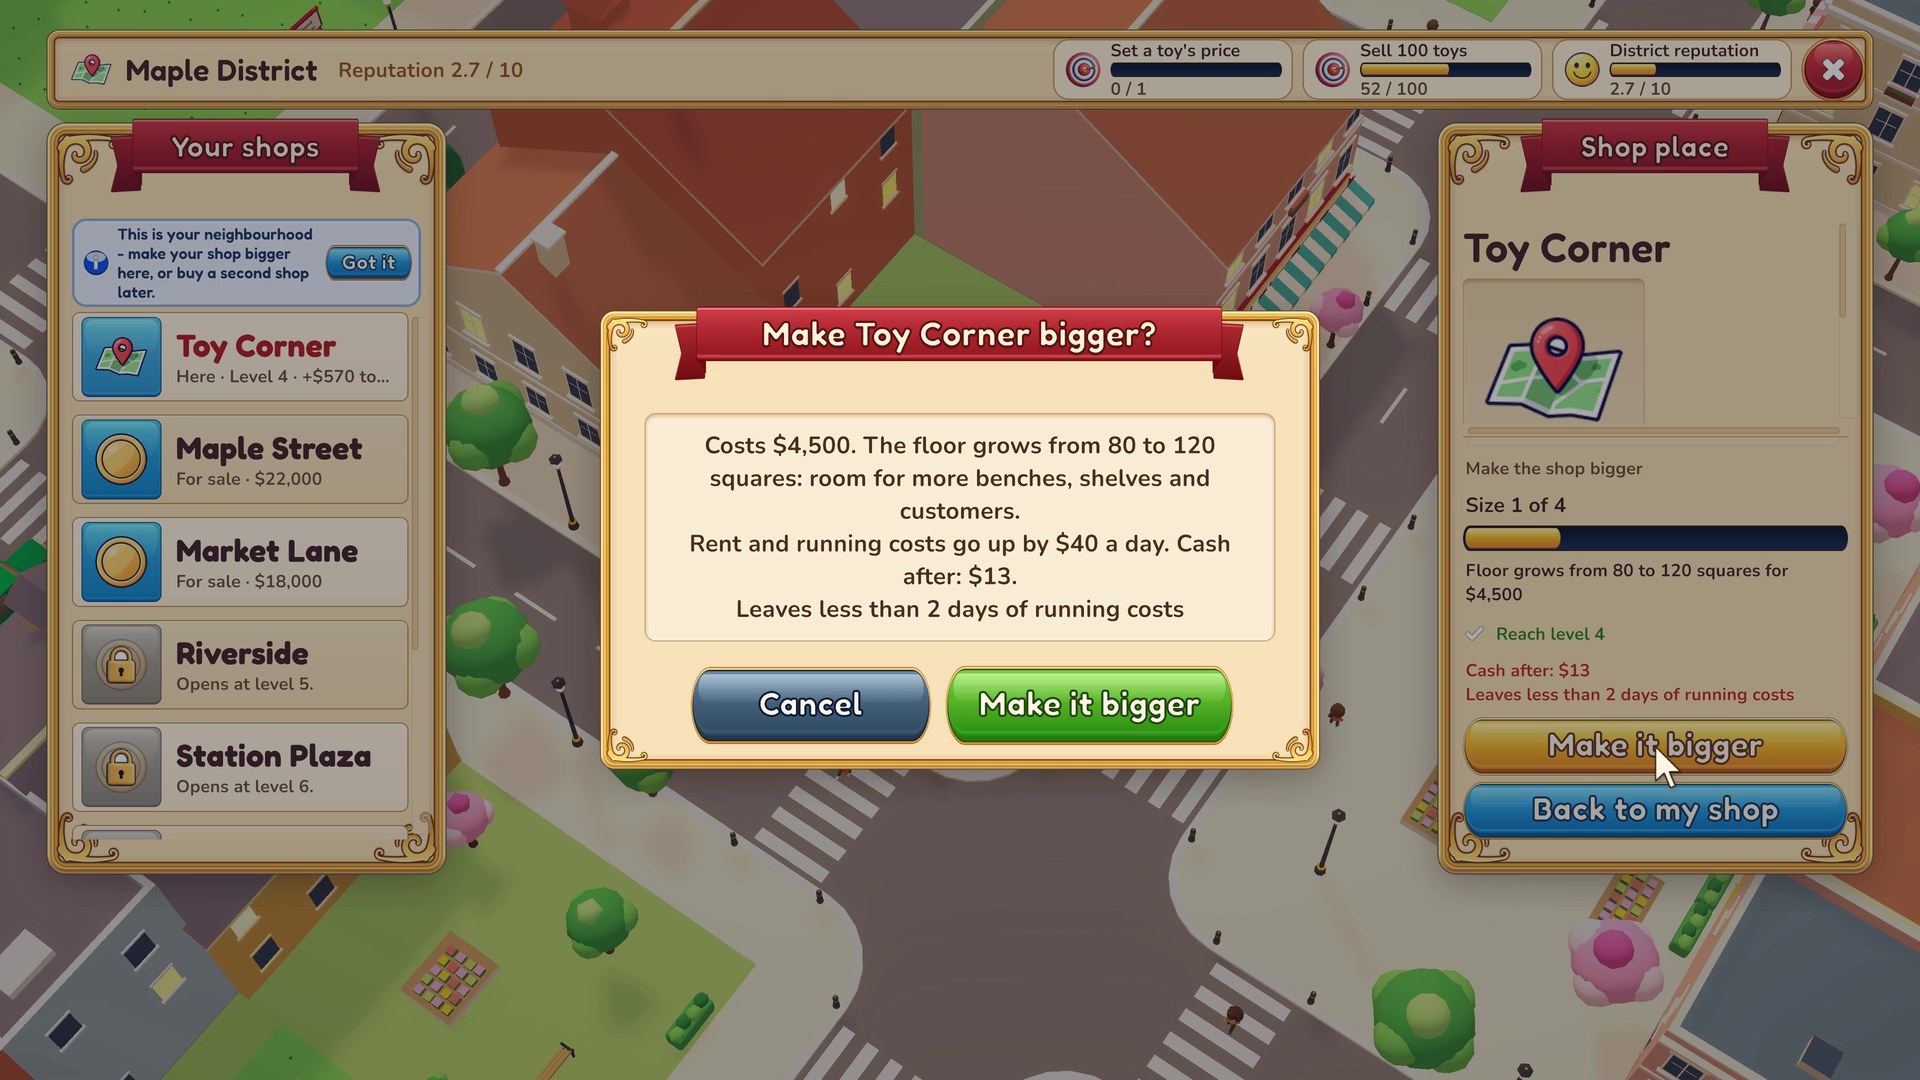 Maple District
Reputation 2.7 / 10
Set a toy's price
0 / 1
Sell 100 toys
52 / 100
District reputation
2.7 / 10
Your shops
This is your neighbourhood
- make your shop bigger
here, or buy a second shop
later.
Got it
Toy Corner
Here · Level 4 · +$570 to...
Maple Street
For sale · $22,000
Market Lane
For sale · $18,000
Riverside
Opens at level 5.
Station Plaza
Opens at level 6.
Make Toy Corner bigger?
Costs $4,500. The floor grows from 80 to 120
squares: room for more benches, shelves and
customers.
Rent and running costs go up by $40 a day. Cash
after: $13.
Leaves less than 2 days of running costs
Cancel
Make it bigger
Shop place
Toy Corner
Make the shop bigger
Size 1 of 4
Floor grows from 80 to 120 squares for
$4,500
Reach level 4
Cash after: $13
Leaves less than 2 days of running costs
Make it bigger
Back to my shop